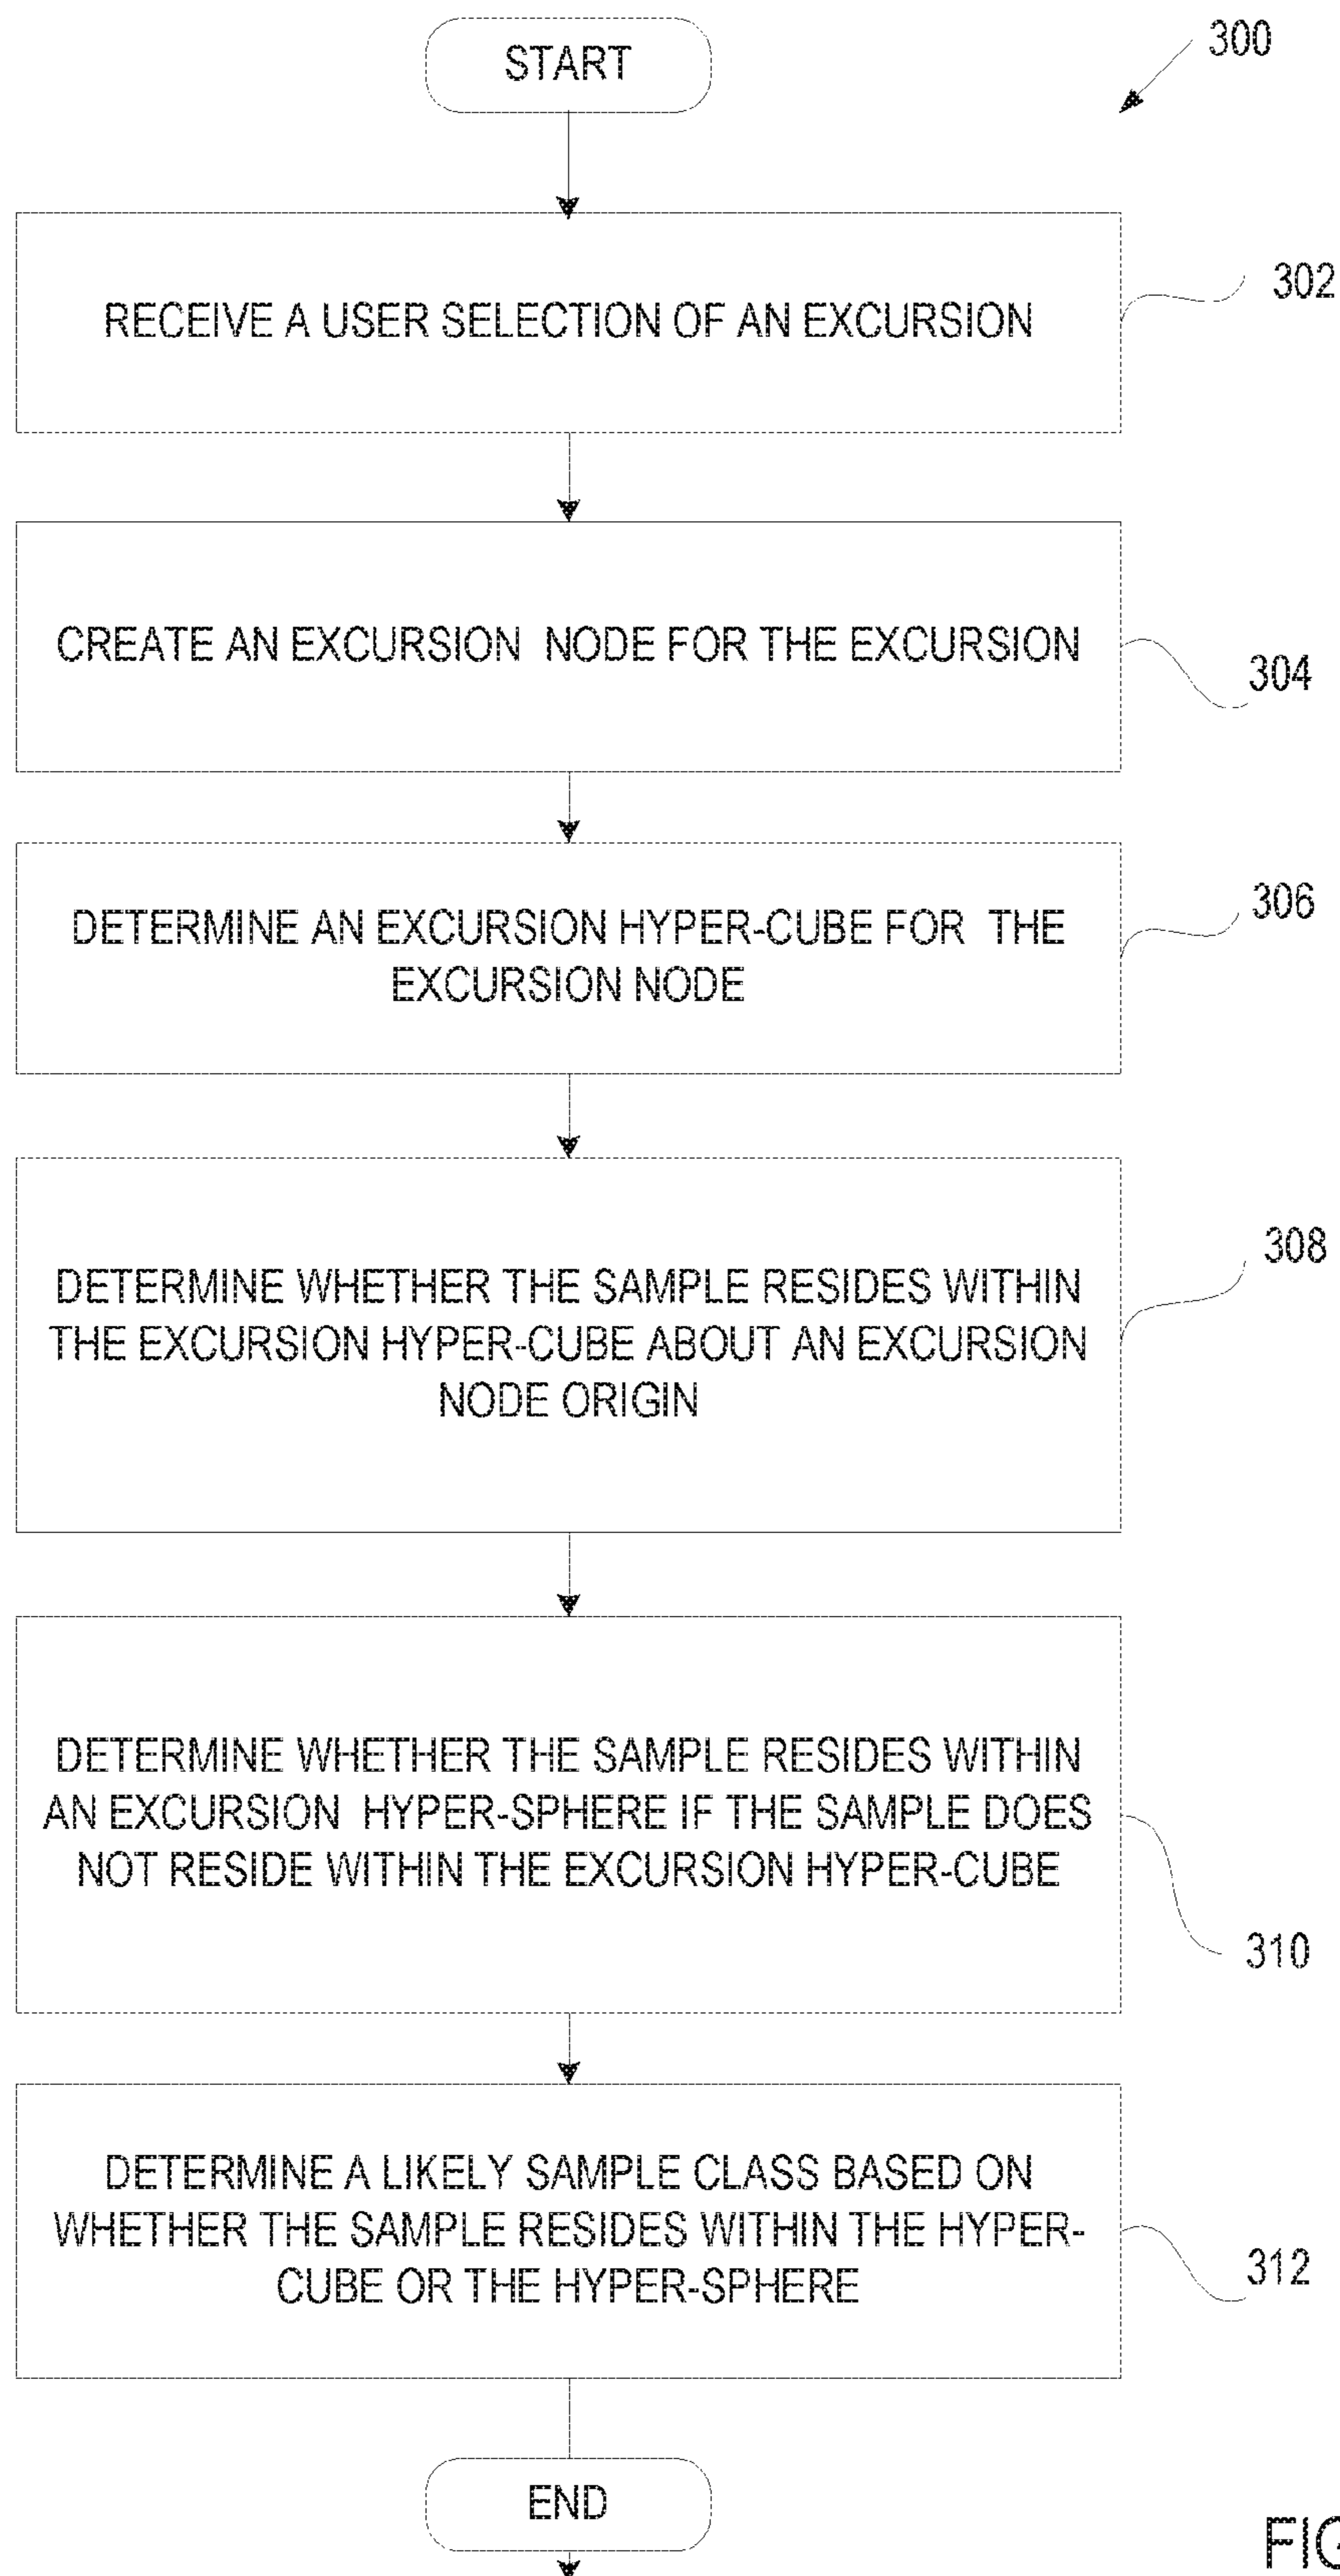 START
300
RECEIVE A USER SELECTION OF AN EXCURSION
302
CREATE AN EXCURSION NODE FOR THE EXCURSION
304
DETERMINE AN EXCURSION HYPER-CUBE FOR THE
EXCURSION NODE
306
DETERMINE WHETHER THE SAMPLE RESIDES WITHIN
THE EXCURSION HYPER-CUBE ABOUT AN EXCURSION
NODE ORIGIN
308
DETERMINE WHETHER THE SAMPLE RESIDES WITHIN
AN EXCURSION HYPER-SPHERE IF THE SAMPLE DOES
NOT RESIDE WITHIN THE EXCURSION HYPER-CUBE
310
DETERMINE A LIKELY SAMPLE CLASS BASED ON
WHETHER THE SAMPLE RESIDES WITHIN THE HYPER-
CUBE OR THE HYPER-SPHERE
312
END
FIG